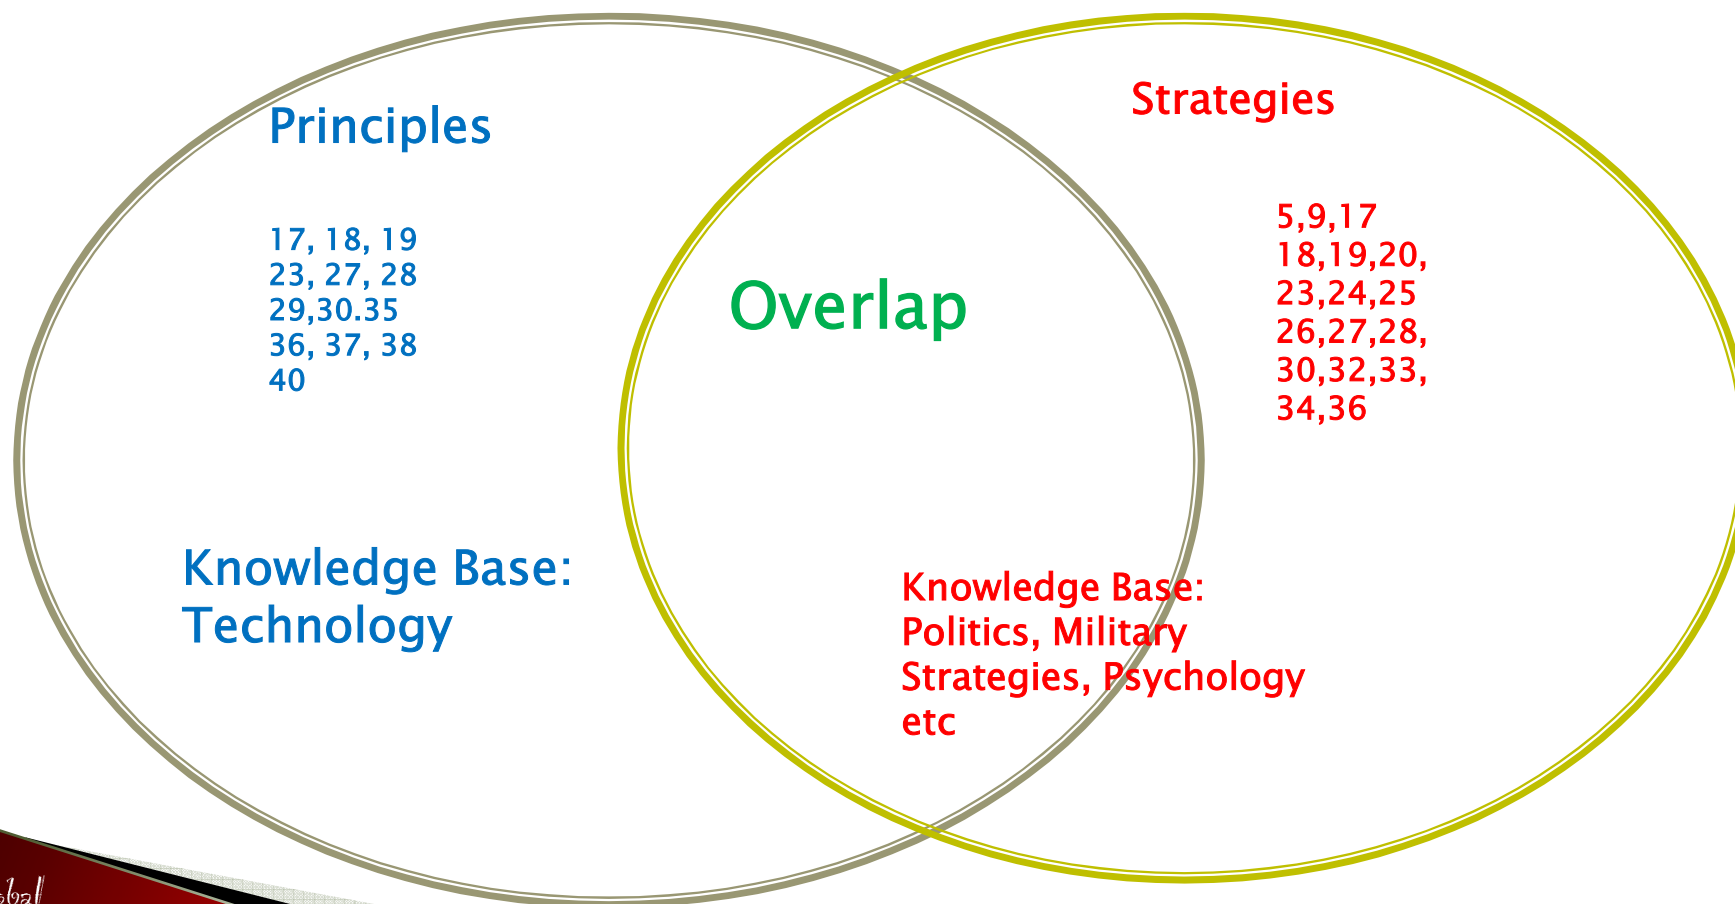 Principles
17, 18, 19
23, 27, 28
29,30.35
36, 37, 38
40
Knowledge Base:
Technology
Overlap
Strategies
5,9,17
18,19,20,
23,24,25
26,27,28,
30,32,33,
34,36
Knowledge Base:
Politics, Military
Strategies, Psychology
etc